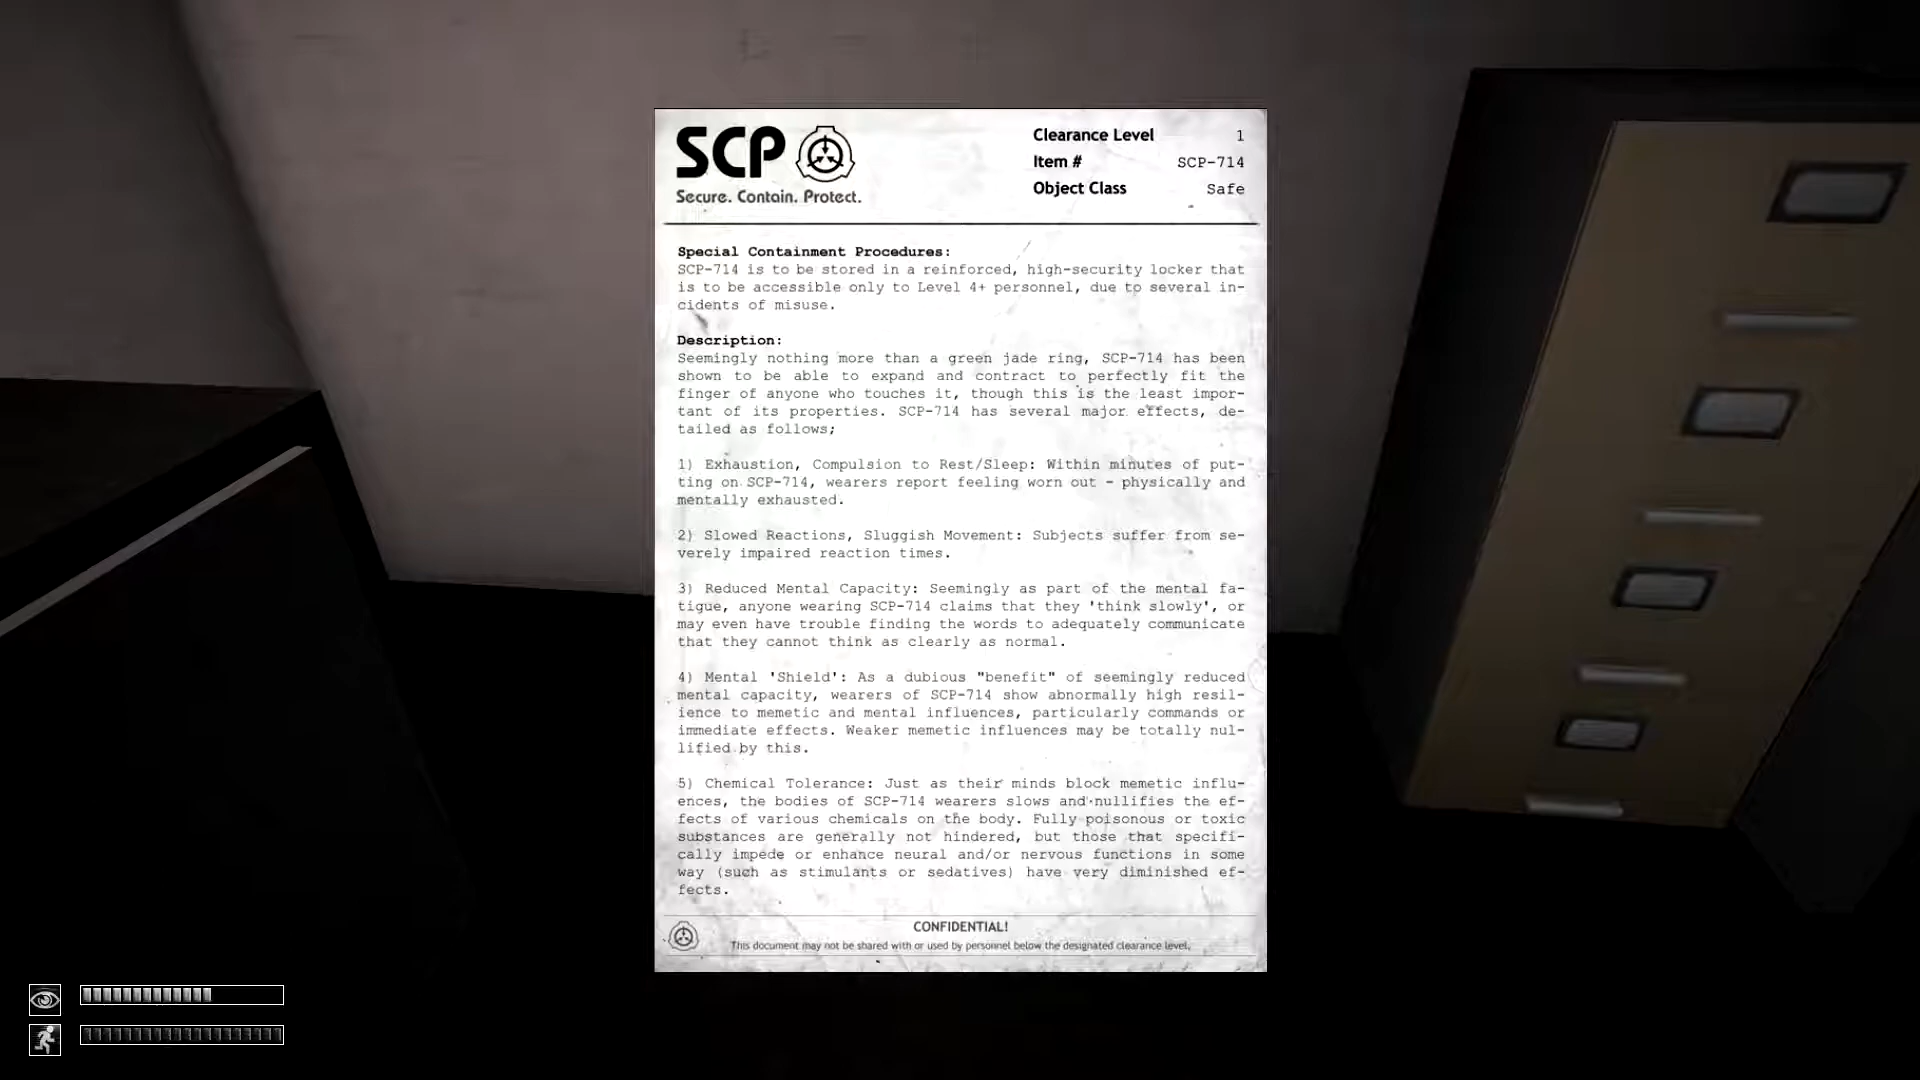 SCP
Secure. Contain. Protect.
Clearance Level 1
Item # SCP-714
Object Class Safe
Special Containment Procedures:
SCP-714 is to be stored in a reinforced, high-security locker that
is to be accessible only to Level 4+ personnel, due to several in-
cidents of misuse.
Description:
Seemingly nothing more than a green jade ring, SCP-714 has been
shown to be able to expand and contract to perfectly fit the
finger of anyone who touches it, though this is the least impor-
tant of its properties. SCP-714 has several major effects, de-
tailed as follows;
1) Exhaustion, Compulsion to Rest/Sleep: Within minutes of put-
ting on SCP-714, wearers report feeling worn out - physically and
mentally exhausted.
2) Slowed Reactions, Sluggish Movement: Subjects suffer from se-
verely impaired reaction times.
3) Reduced Mental Capacity: Seemingly as part of the mental fa-
tigue, anyone wearing SCP-714 claims that they 'think slowly', or
may even have trouble finding the words to adequately communicate
that they cannot think as clearly as normal.
4) Mental 'Shield': As a dubious "benefit" of seemingly reduced
mental capacity, wearers of SCP-714 show abnormally high resil-
ience to memetic and mental influences, particularly commands or
immediate effects. Weaker memetic influences may be totally nul-
lified by this.
5) Chemical Tolerance: Just as their minds block memetic influ-
ences, the bodies of SCP-714 wearers slows and nullifies the ef-
fects of various chemicals on the body. Fully poisonous or toxic
substances are generally not hindered, but those that specifi-
cally impede or enhance neural and/or nervous functions in some
way (such as stimulants or sedatives) have very diminished ef-
fects.
CONFIDENTIAL!
This document may not be shared with or used by personnel below the designated clearance level.